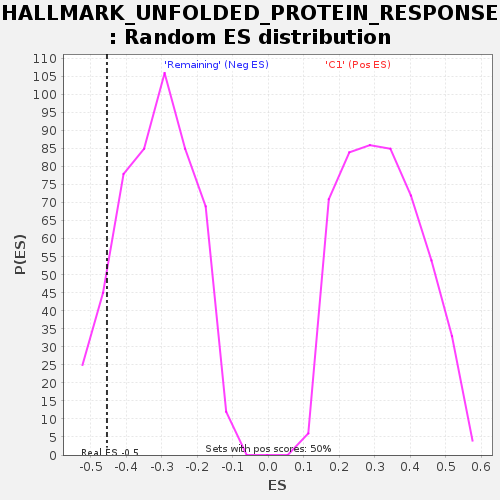 HALLMARK_UNFOLDED_PROTEIN_RESPONSE
: Random ES distribution
'Remaining' (Neg ES) 'C1' (Pos ES)
110
105
100
95
90
85
80
75
70
65
60
55
50
45
40
35
30
25
20
15
10
5
0
P(ES)
Real ES -0.5
Sets with pos scores: 50%
-0.5 -0.4 -0.3 -0.2 -0.1 0.0 0.1 0.2 0.3 0.4 0.5 0.6
ES